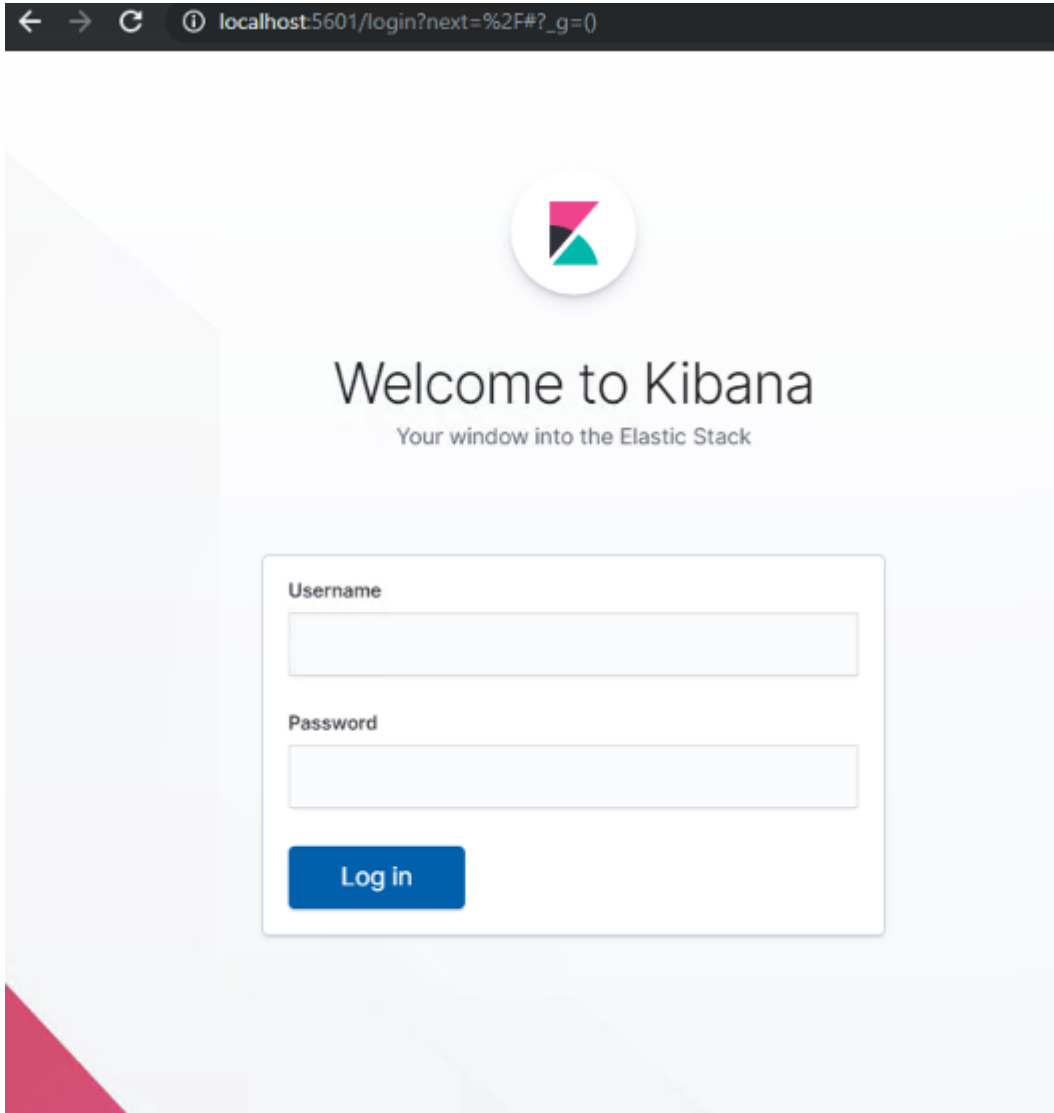 localhost:5601/login?next=%2F#?_g=()
Welcome to Kibana
Your window into the Elastic Stack
Username
Password
Log in